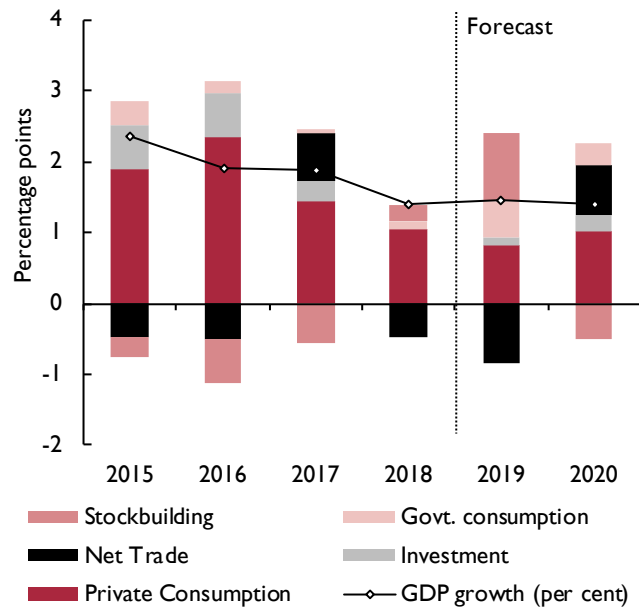 4
Forecast
3
2
1
0
-1
-2
Percentage points
2015 2016 2017 2018 2019 2020
Stockbuilding Govt. consumption
Net Trade Investment
Private Consumption GDP growth (per cent)